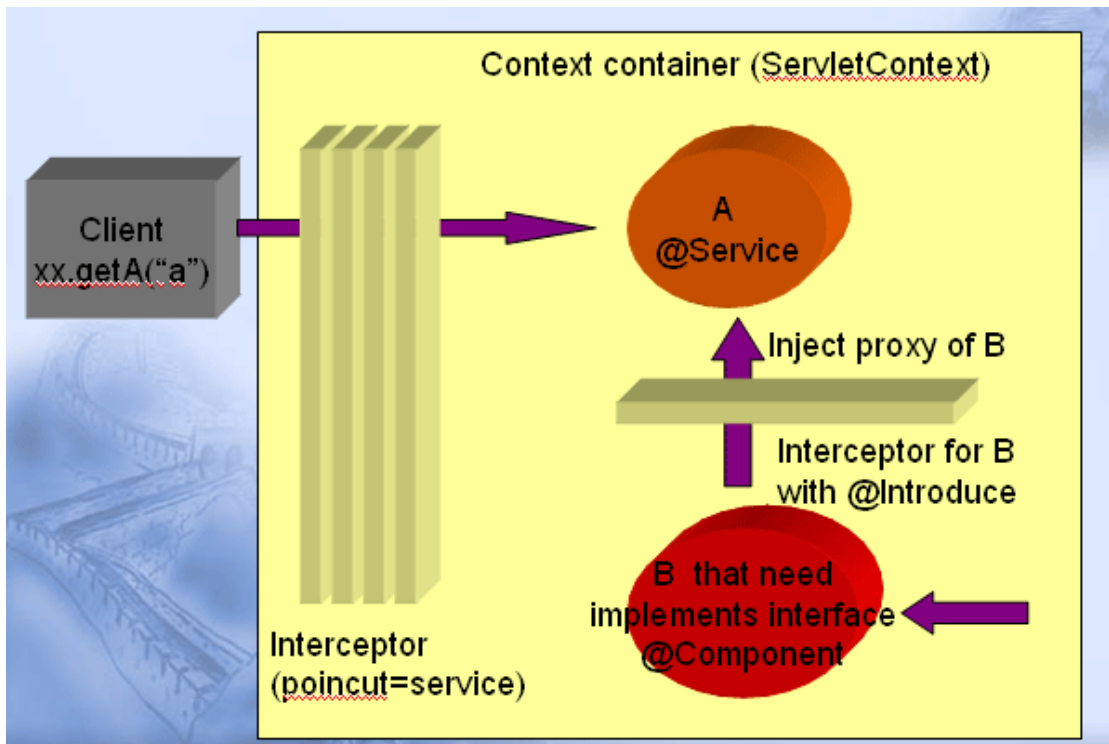 Context container (ServletContext)
Client
xx.getA(“a”)
A
@Service
Inject proxy of B
Interceptor for B
with @Introduce
B that need
implements interface
@Component
Interceptor
(poincut=service)